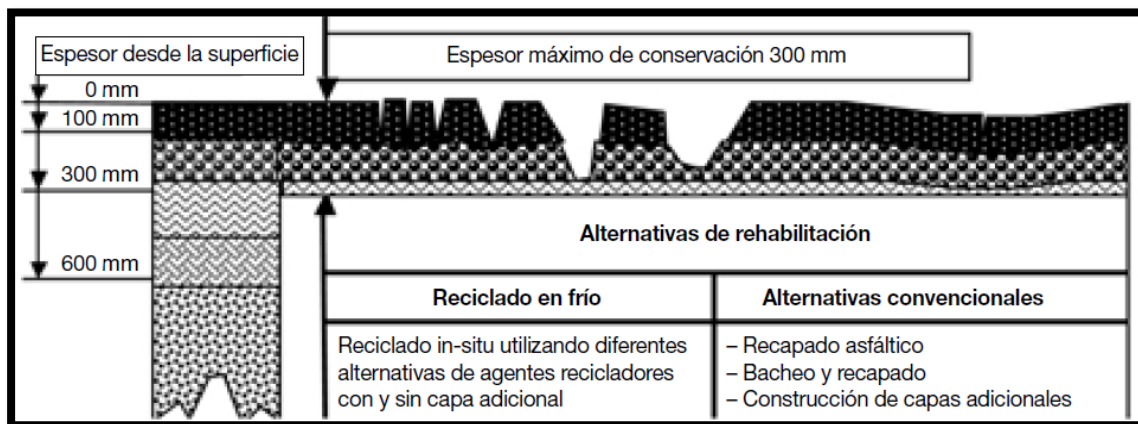 Espesor desde la superficie
Espesor máximo de conservación 300 mm
0 mm
100 mm
300 mm
600 mm
Alternativas de rehabilitación
Reciclado en frío
Reciclado in-situ utilizando diferentes
alternativas de agentes recicladores
con y sin capa adicional
Alternativas convencionales
– Recapado asfáltico
– Bacheo y recapado
– Construcción de capas adicionales